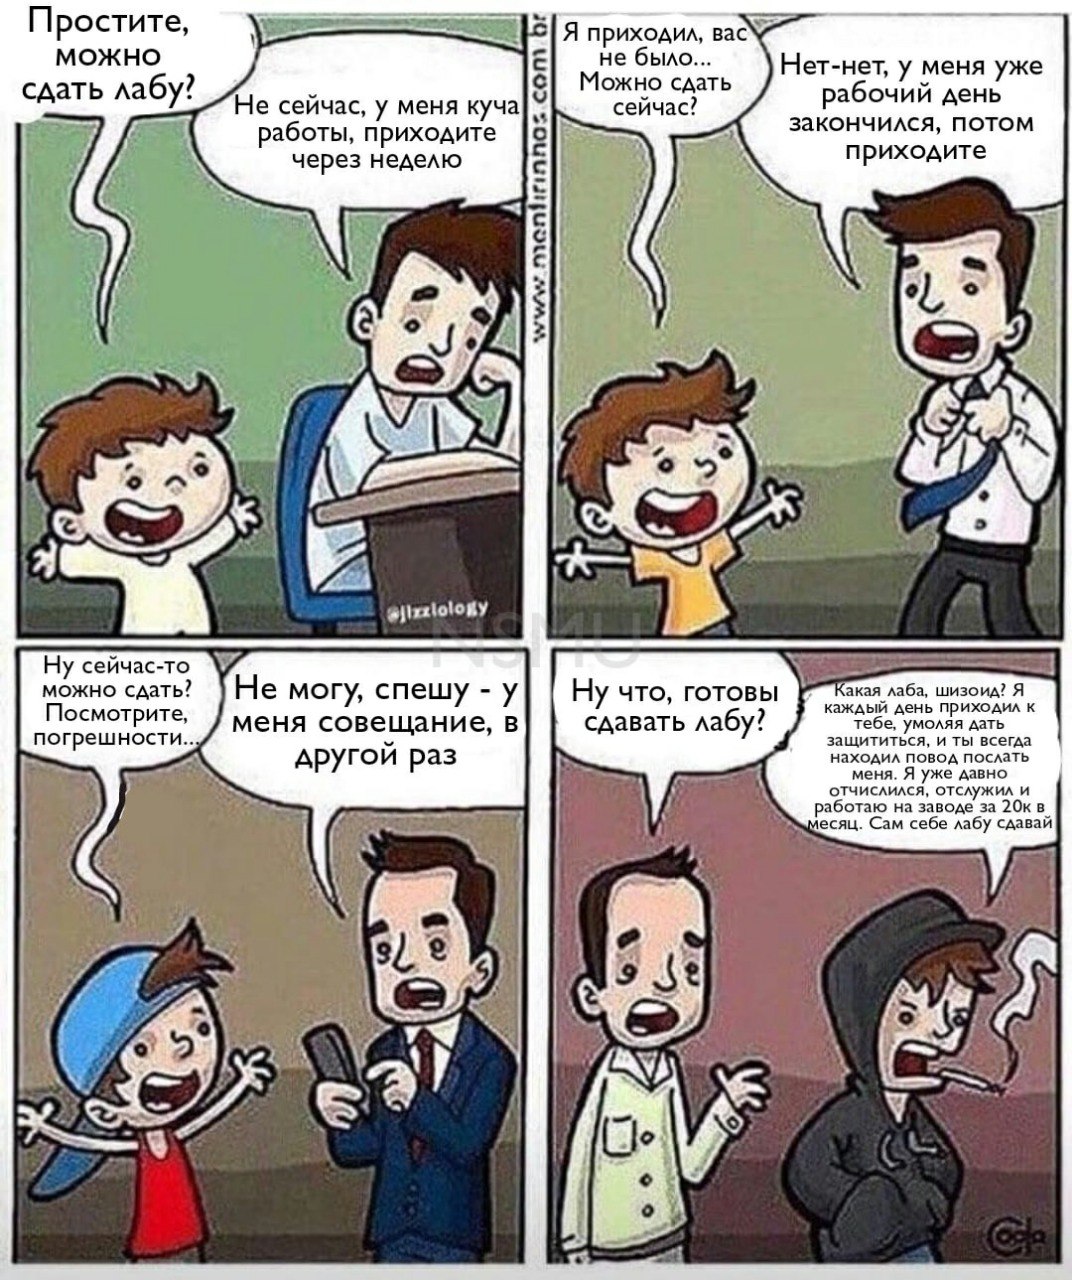 Простите,
можно
сдать лабу?
Не сейчас, у меня куча
работы, приходите
через неделю
www.mentirinhas.com.br
Я приходил, вас
не было...
Можно сдать
сейчас?
Нет-нет, у меня уже
рабочий день
закончился, потом
приходите
@jizziology
NSMU
Ну сейчас-то
можно сдать?
Посмотрите,
погрешности...
Не могу, спешу - у
меня совещание, в
другой раз
Ну что, готовы
сдавать лабу?
Какая лаба, шизоид? Я
каждый день приходил к
тебе, умоляя дать
защититься, и ты всегда
находил повод послать
меня. Я уже давно
отчислился, отслужил и
работаю на заводе за 20к в
месяц. Сам себе лабу сдавай